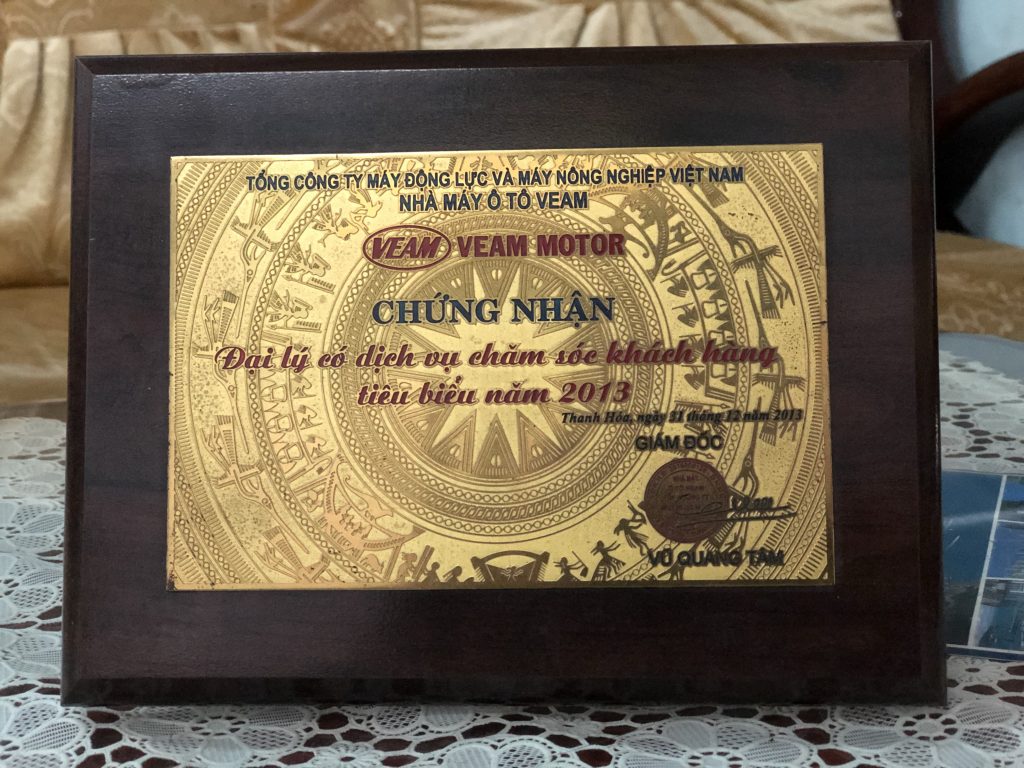 TỔNG CÔNG TY MÁY ĐỘNG LỰC VÀ MÁY NÔNG NGHIỆP VIỆT NAM
NHÀ MÁY Ô TÔ VEAM
VEAM VEAM MOTOR
CHỨNG NHẬN
Đại lý có dịch vụ chăm sóc khách hàng
tiêu biểu năm 2013
Thanh Hóa, ngày 31 tháng 12 năm 2013
GIÁM ĐỐC
VŨ QUANG TÂM